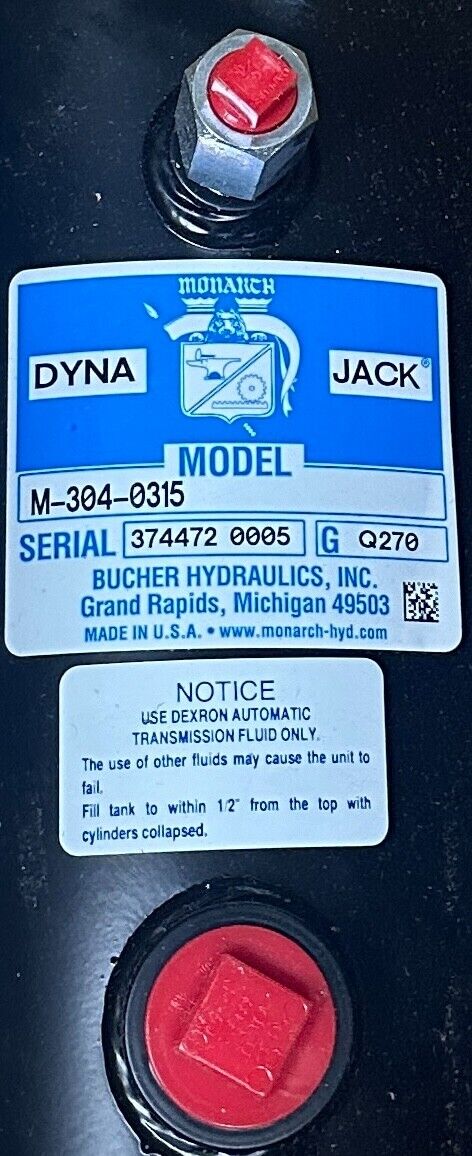 MONARCH
DYNA JACK®
MODEL
M-304-0315
SERIAL 374472 0005 G Q270
BUCHER HYDRAULICS, INC.
Grand Rapids, Michigan 49503
MADE IN U.S.A. • www.monarch-hyd.com
NOTICE
USE DEXRON AUTOMATIC
TRANSMISSION FLUID ONLY.
The use of other fluids may cause the unit to
fail.
Fill tank to within 1/2" from the top with
cylinders collapsed.